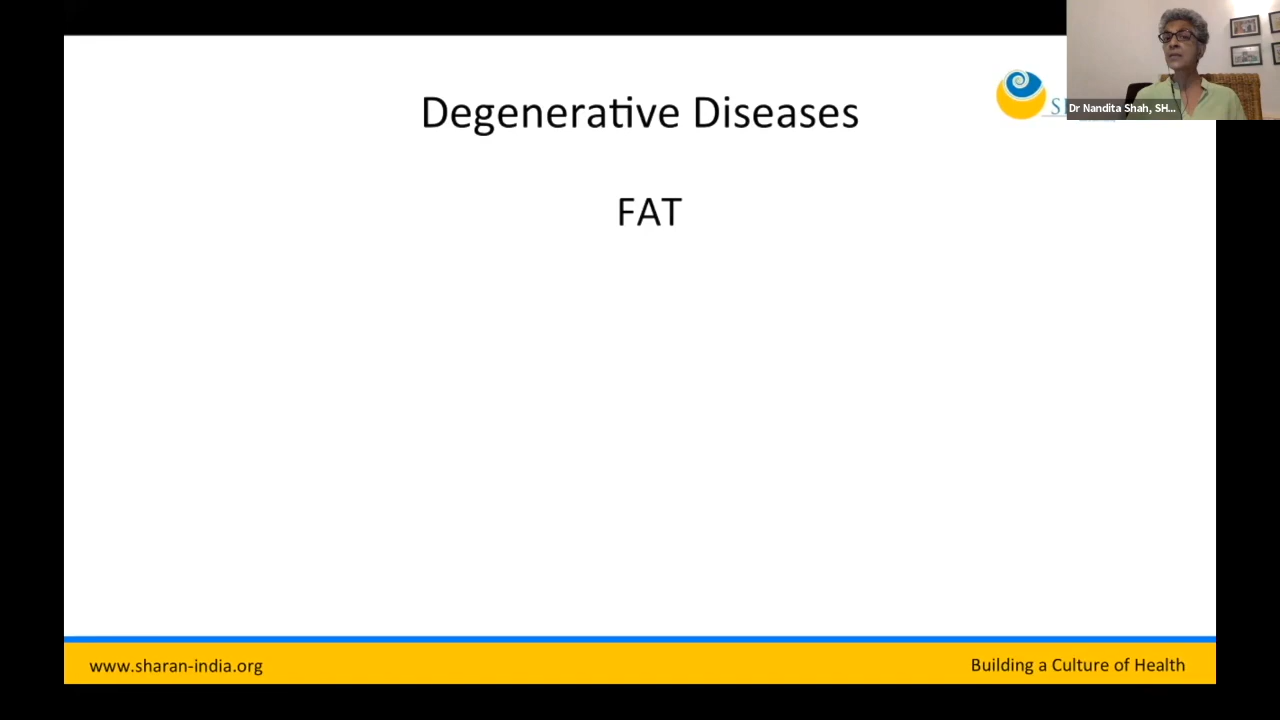 Degenerative Diseases
Dr Nandita Shah, SH...
FAT
www.sharan-india.org
Building a Culture of Health